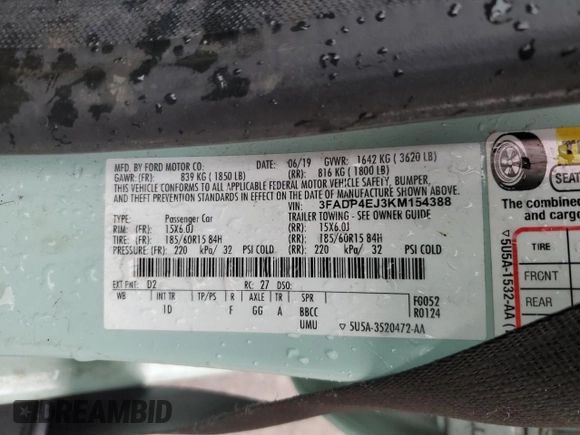 MFD. BY FORD MOTOR CO. DATE: 06/19 GVWR: 1642 KG ( 3620 LB)
GAWR: (FR): 839 KG ( 1850 LB) (RR): 816 KG ( 1800 LB)
THIS VEHICLE CONFORMS TO ALL APPLICABLE FEDERAL MOTOR VEHICLE SAFETY, BUMPER,
AND THEFT PREVENTION STANDARDS IN EFFECT ON THE DATE OF MANUFACTURE SHOWN ABOVE.
VIN: 3FADP4EJ3KM154388
TYPE: Passenger Car TRAILER TOWING - SEE OWNER GUIDE
RIM: (FR): 15X6.0J (RR): 15X6.0J
TIRE: (FR): 185/60R15 84H (RR): 185/60R15 84H
PRESSURE: (FR): 220 kPa/ 32 PSI COLD (RR): 220 kPa/ 32 PSI COLD
EXT PNT: D2 RC: 27 DSO:
WB INT TR TP/PS R AXLE TR SPR F0052
1D F GG A BBCC R0124
UMU ▽ 5U5A-3520472-AA
SEAT
The combined
and cargo
TIRE
FRONT
REAR
▽ 5U5A-1532-AA
DREAMBID